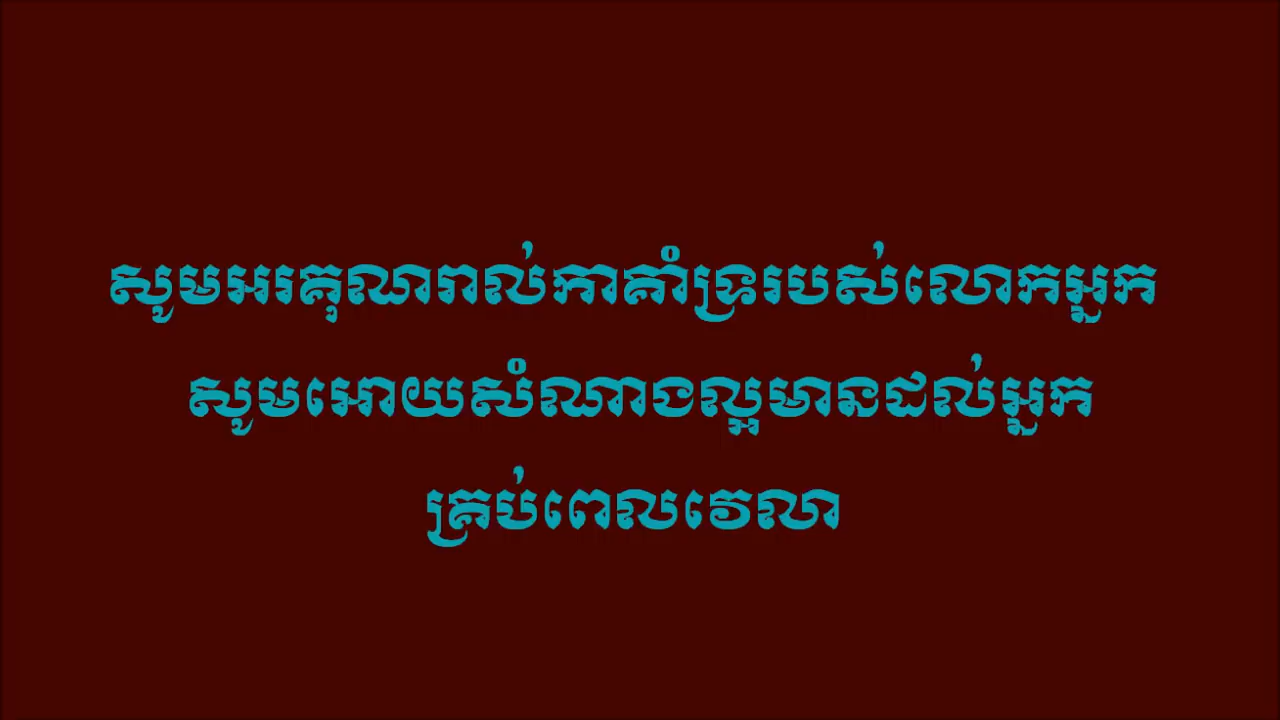 សូមអរគុណរាល់កាគាំទ្ររបស់លោកអ្នក
សូមអោយសំណាងល្អមានដល់អ្នក
គ្រប់ពេលវេលា